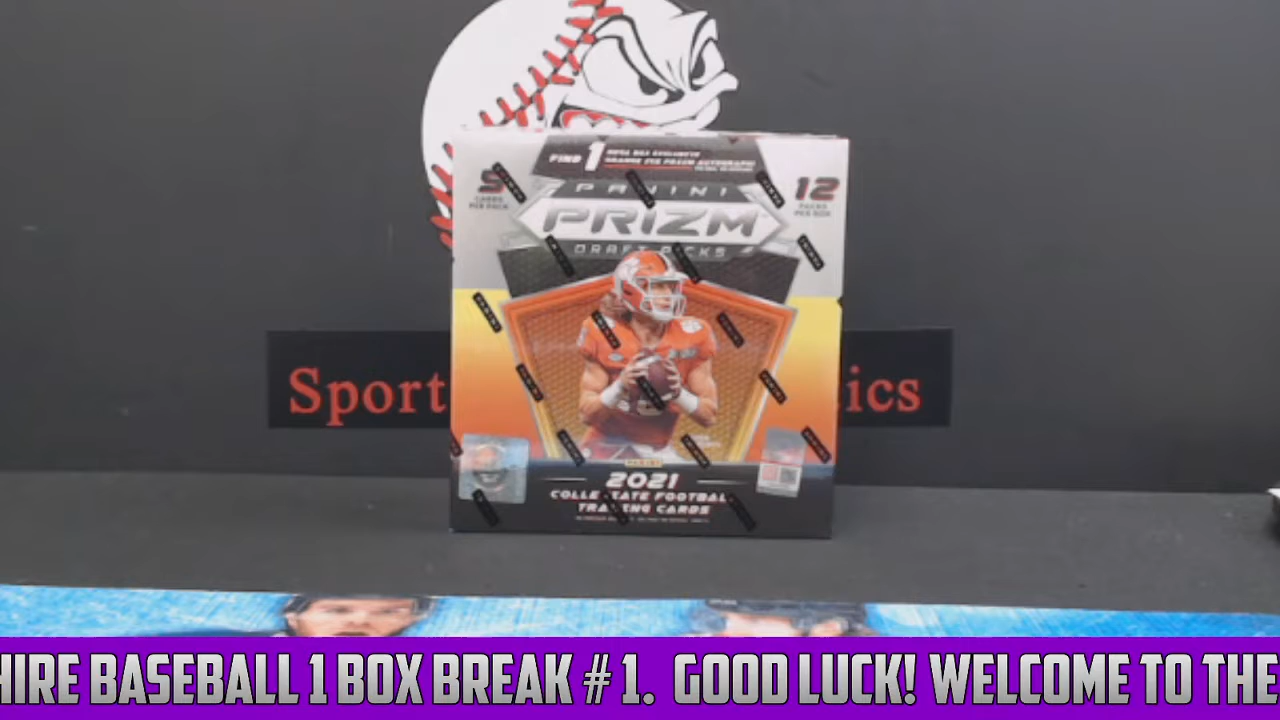 FIND 1
5
CARDS
PER PACK
12
PACKS
PER BOX
PANINI
PRIZM
DRAFT PICKS
Sport
ics
2021
COLLEGIATE FOOTBALL
TRADING CARDS
HIRE BASEBALL 1 BOX BREAK # 1. GOOD LUCK! WELCOME TO THE